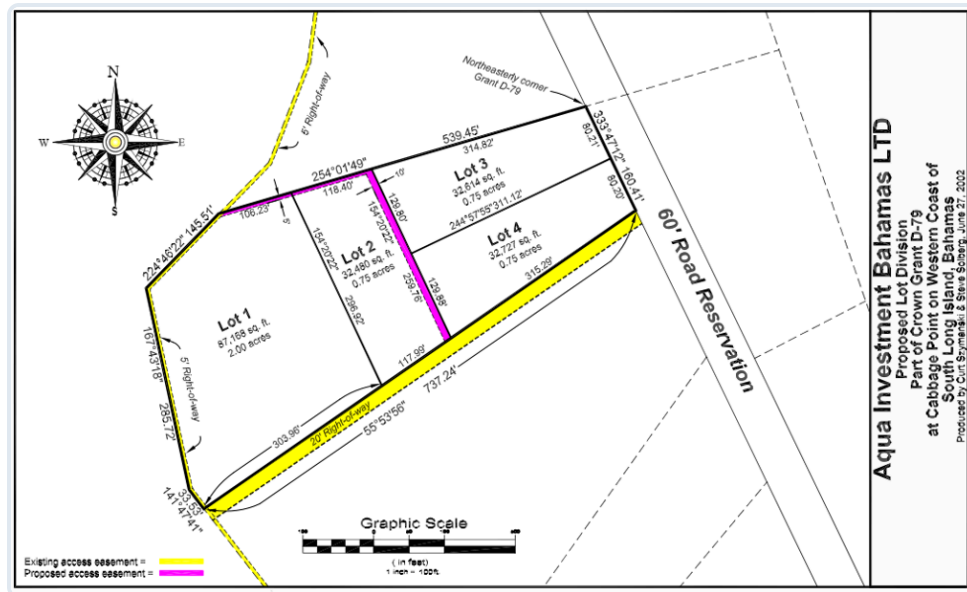 N
W
E
S
6' Right-of-way
Northeasterly corner
Grant D-79
539.45'
314.82'
254°01'49"
118.40'
10'
106.23'
5'
333°47'12" 160.41'
80.21'
80.20'
Lot 3
32,614 sq. ft.
0.75 acres
244°57'55" 311.12'
129.80'
154°20'22"
259.76'
129.88'
Lot 4
32,727 sq. ft.
0.75 acres
315.29'
Lot 2
32,480 sq. ft.
0.75 acres
154°20'22"
296.92'
224°46'22" 145.51'
Lot 1
87,168 sq. ft.
2.00 acres
167°43'18"
285.72'
5' Right-of-way
117.99'
737.24'
303.96'
20' Right-of-way
55°53'56"
33.53'
141°47'41"
60' Road Reservation
Graphic Scale
( in feet)
1 inch = 100ft.
Existing access easement =
Proposed access easement =
Aqua Investment Bahamas LTD
Proposed Lot Division
Part of Crown Grant D-79
at Cabbage Point on Western Coast of
South Long Island, Bahamas
Produced by Curt Szymanski & Steve Solberg, June 27, 2002